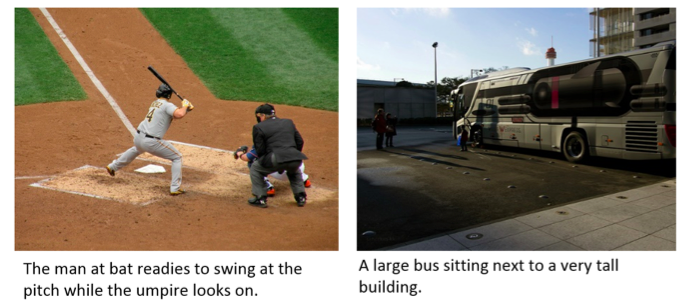 The man at bat readies to swing at the
pitch while the umpire looks on.
A large bus sitting next to a very tall
building.